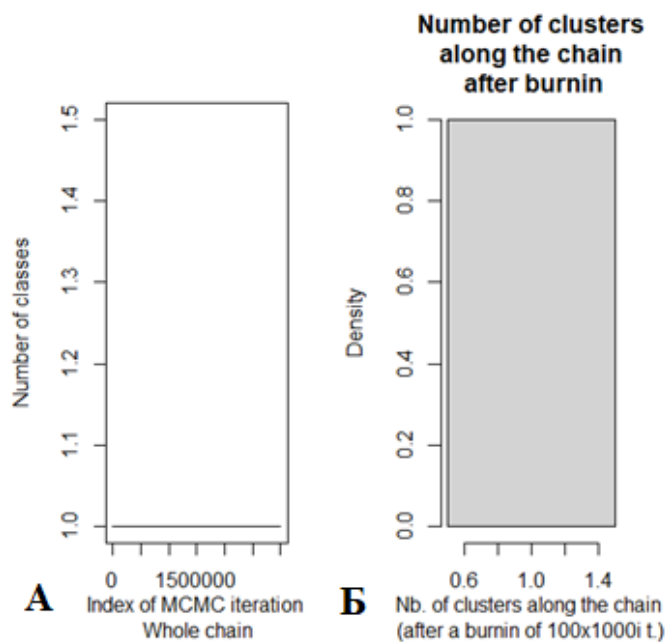 Number of classes
1.5
1.4
1.3
1.2
1.1
1.0
0
1500000
А
Index of MCMC iteration
Whole chain
Number of clusters
along the chain
after burnin
Density
1.0
0.8
0.6
0.4
0.2
0.0
0.6
1.0
1.4
Б
Nb. of clusters along the chain
(after a burnin of 100x1000i t.)